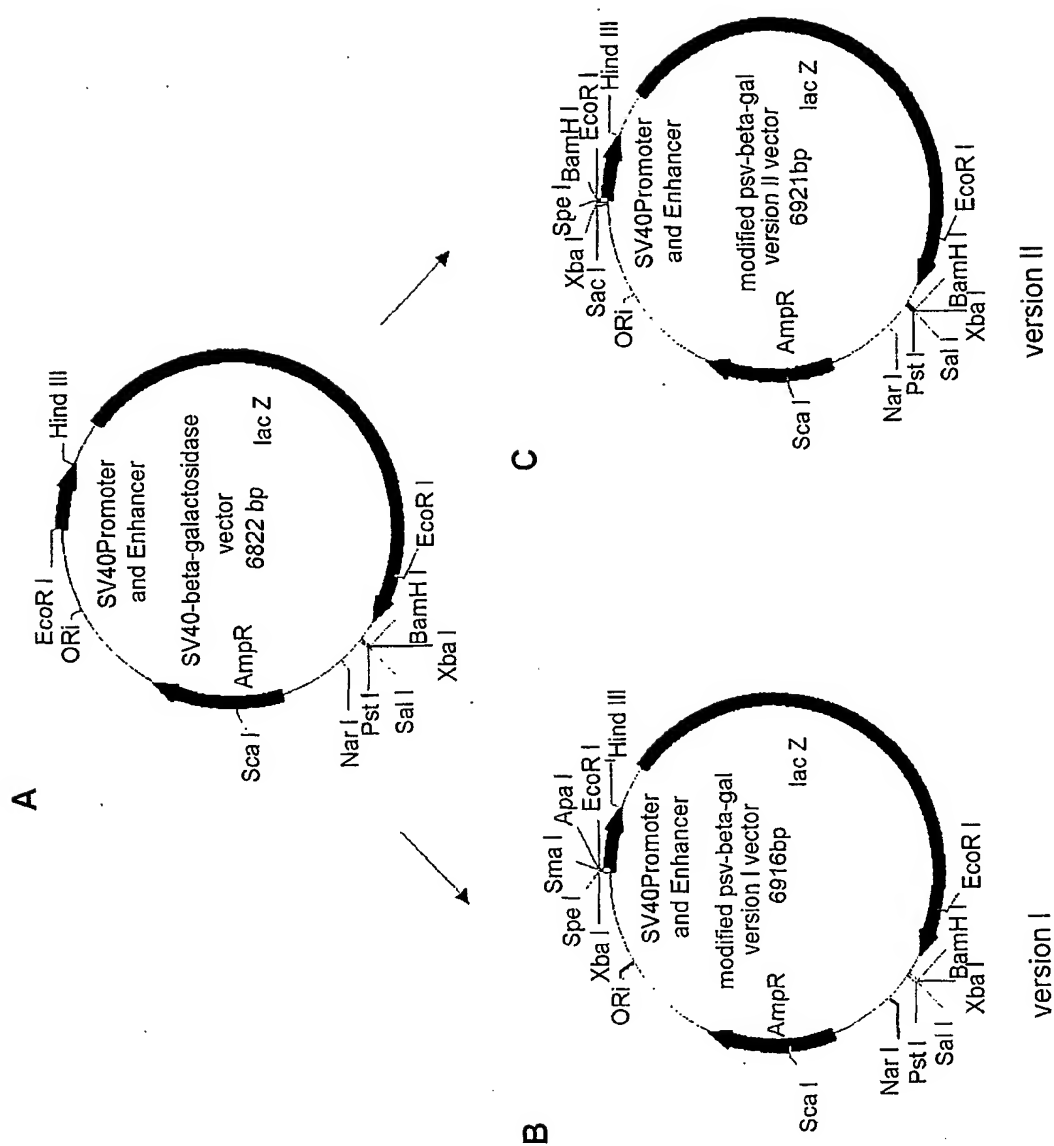 A
EcoR I
ORi
Hind III
SV40Promoter
and Enhancer
SV40-beta-galactosidase
vector
6822 bp
lac Z
AmpR
Sca I
Nar I
Pst I
Sal I
Xba I
BamH I
EcoR I
B
Spe I
Sma I
Apa I
EcoR I
Xba I
Hind III
ORi
SV40Promoter
and Enhancer
modified psv-beta-gal
version I vector
6916bp
lac Z
AmpR
Sca I
Nar I
Pst I
Sal I
Xba I
BamH I
EcoR I
version I
C
Spe I
BamH I
EcoR I
Xba I
Sac I
Hind III
ORi
SV40Promoter
and Enhancer
modified psv-beta-gal
version II vector
6921bp
lac Z
AmpR
Sca I
Nar I
Pst I
Sal I
Xba I
BamH I
EcoR I
version II